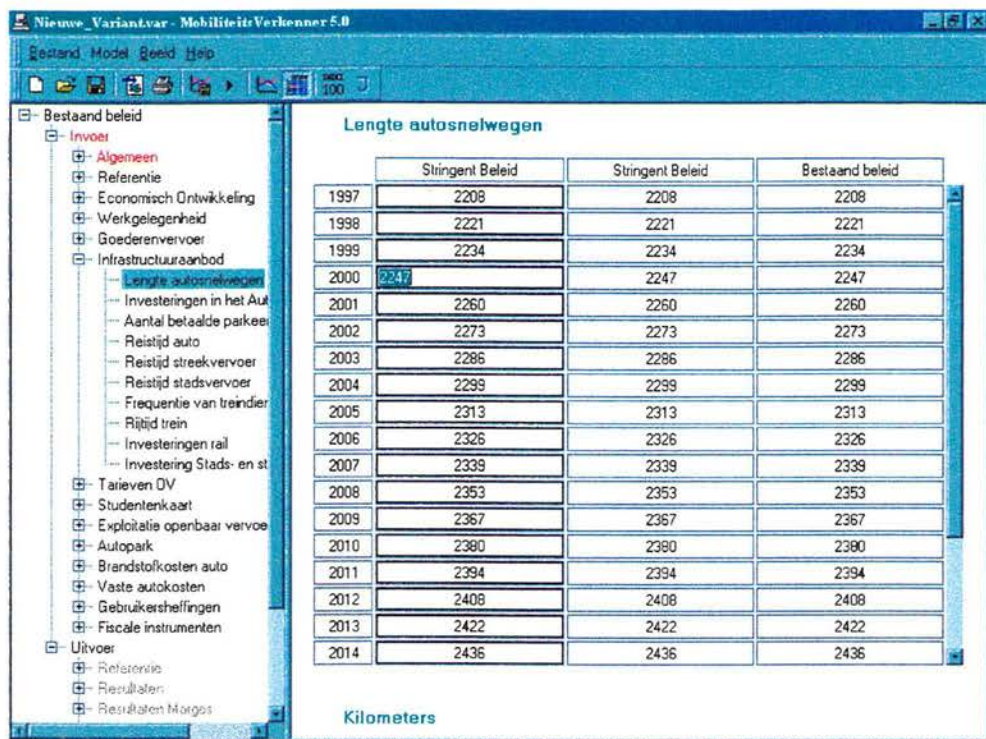 Nieuwe_Variant.var - MobiliteitsVerkenner 5.0
Bestand Model Beeld Help
100
Bestaand beleid
Invoer
Algemeen
Referentie
Economisch Ontwikkeling
Werkgelegenheid
Goederenvervoer
Infrastructuuraanbod
Lengte autosnelwegen
Investeringen in het Aut
Aantal betaalde parkeer
Reistijd auto
Reistijd streekvervoer
Reistijd stadsvervoer
Frequentie van treindier
Rijtijd trein
Investeringen rail
Investering Stads- en st
Tarieven OV
Studentenkaart
Exploitatie openbaar vervoe
Autopark
Brandstofkosten auto
Vaste autokosten
Gebruikersheffingen
Fiscale instrumenten
Uitvoer
Referentie
Resultaten
Resultaten Marges
Lengte autosnelwegen
Stringent Beleid Stringent Beleid Bestaand beleid
1997 2208 2208 2208
1998 2221 2221 2221
1999 2234 2234 2234
2000 2247 2247 2247
2001 2260 2260 2260
2002 2273 2273 2273
2003 2286 2286 2286
2004 2299 2299 2299
2005 2313 2313 2313
2006 2326 2326 2326
2007 2339 2339 2339
2008 2353 2353 2353
2009 2367 2367 2367
2010 2380 2380 2380
2011 2394 2394 2394
2012 2408 2408 2408
2013 2422 2422 2422
2014 2436 2436 2436
Kilometers